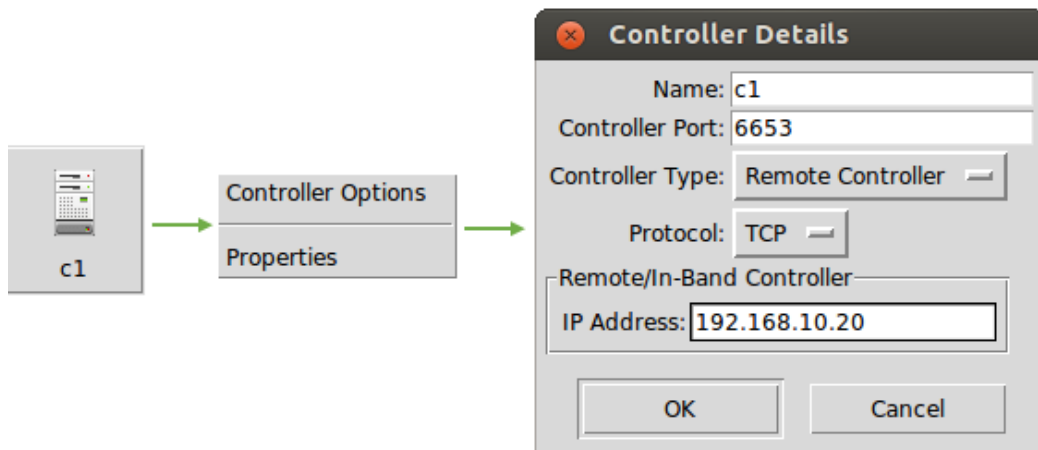 c1
Controller Options
Properties
Controller Details
Name: c1
Controller Port: 6653
Controller Type: Remote Controller
Protocol: TCP
Remote/In-Band Controller
IP Address: 192.168.10.20
OK Cancel